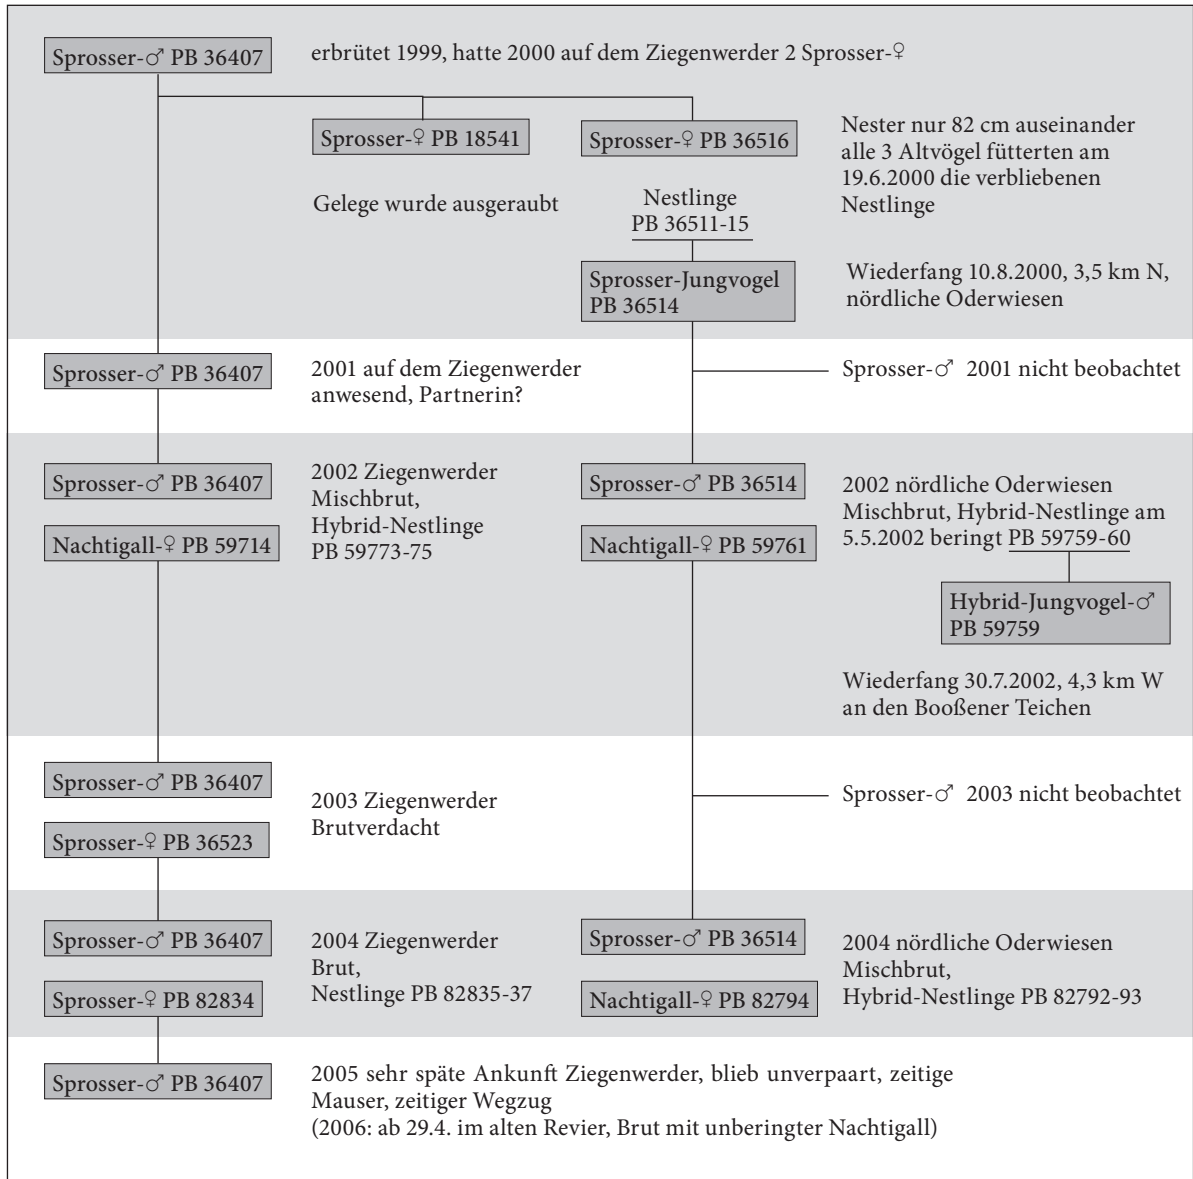 Sprosser-♂ PB 36407
erbrütet 1999, hatte 2000 auf dem Ziegenwerder 2 Sprosser-♀
Sprosser-♀ PB 18541
Gelege wurde ausgeraubt
Sprosser-♀ PB 36516
Nestlinge
PB 36511-15
Sprosser-Jungvogel
PB 36514
Nester nur 82 cm auseinander
alle 3 Altvögel fütterten am
19.6.2000 die verbliebenen
Nestlinge
Wiederfang 10.8.2000, 3,5 km N,
nördliche Oderwiesen
Sprosser-♂ PB 36407
2001 auf dem Ziegenwerder
anwesend, Partnerin?
Sprosser-♂ 2001 nicht beobachtet
Sprosser-♂ PB 36407
Nachtigall-♀ PB 59714
2002 Ziegenwerder
Mischbrut,
Hybrid-Nestlinge
PB 59773-75
Sprosser-♂ PB 36514
Nachtigall-♀ PB 59761
2002 nördliche Oderwiesen
Mischbrut, Hybrid-Nestlinge am
5.5.2002 beringt PB 59759-60
Hybrid-Jungvogel-♂
PB 59759
Wiederfang 30.7.2002, 4,3 km W
an den Booßener Teichen
Sprosser-♂ PB 36407
Sprosser-♀ PB 36523
2003 Ziegenwerder
Brutverdacht
Sprosser-♂ 2003 nicht beobachtet
Sprosser-♂ PB 36407
Sprosser-♀ PB 82834
2004 Ziegenwerder
Brut,
Nestlinge PB 82835-37
Sprosser-♂ PB 36514
Nachtigall-♀ PB 82794
2004 nördliche Oderwiesen
Mischbrut,
Hybrid-Nestlinge PB 82792-93
Sprosser-♂ PB 36407
2005 sehr späte Ankunft Ziegenwerder, blieb unverpaart, zeitige
Mauser, zeitiger Wegzug
(2006: ab 29.4. im alten Revier, Brut mit unberingter Nachtigall)